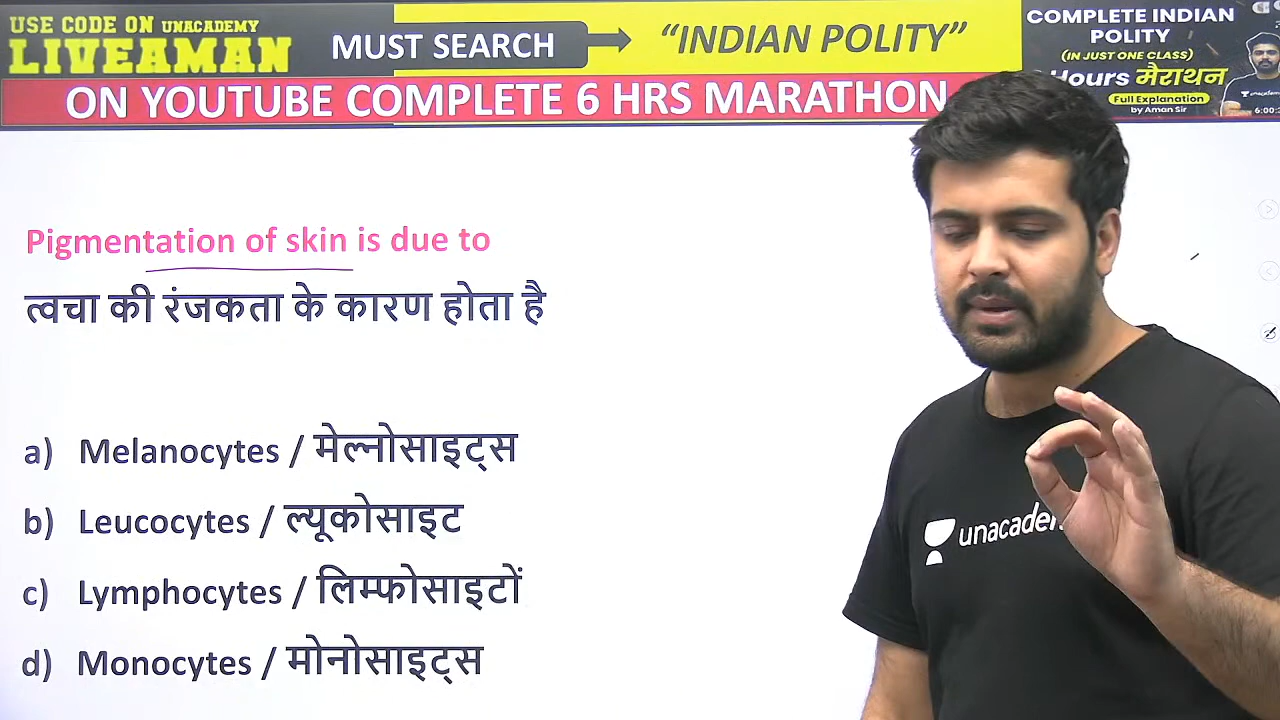 USE CODE ON UNACADEMY
LIVEAMAN
MUST SEARCH
"INDIAN POLITY"
ON YOUTUBE COMPLETE 6 HRS MARATHON
COMPLETE INDIAN
POLITY
(IN JUST ONE CLASS)
Hours मैराथन
Full Explanation
by Aman Sir
Pigmentation of skin is due to
त्वचा की रंजकता के कारण होता है
a) Melanocytes / मेल्नोसाइट्स
b) Leucocytes / ल्यूकोसाइट
c) Lymphocytes / लिम्फोसाइटों
d) Monocytes / मोनोसाइट्स